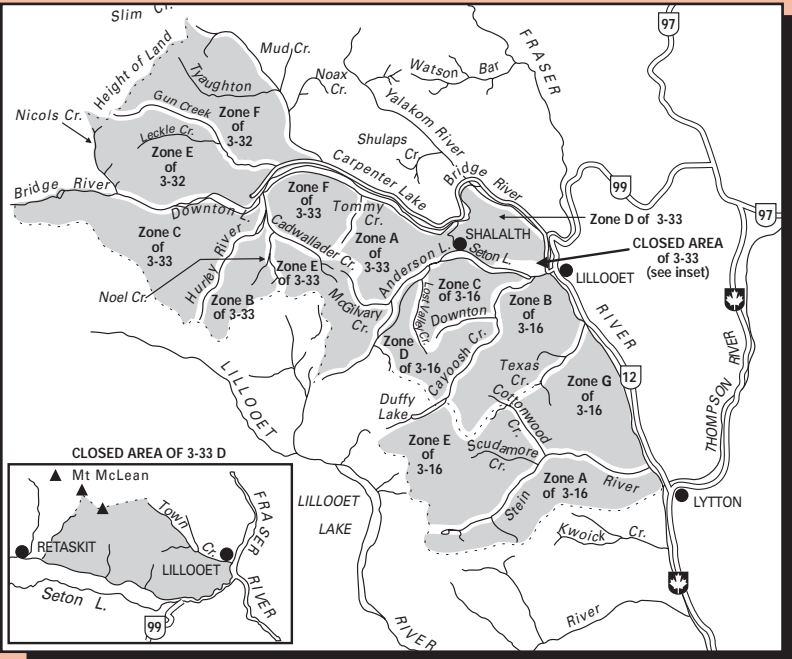 Slim Cr.
97
Height of Land
Mud Cr.
FRASER
Tyaughton
Noax
Cr.
Watson Bar
Nicols Cr.
Gun Creek
Zone F
of
3-32
Yalakom River
Leckle Cr.
Shulaps
Cr
Zone E
of
3-32
Carpenter Lake
Bridge River
99
Bridge River
Zone F
of
3-33
Downton L.
Tommy
Cr.
Zone D of 3-33
97
Zone C
of
3-33
Hurley River
Cadwallader Cr.
Zone A
of
3-33
Anderson L.
SHALALTH
Seton L.
CLOSED AREA
of 3-33
(see inset)
LILLOOET
Noel Cr.
Zone E
of 3-33
Zone B
of 3-33
McGilvary
Cr.
Lost Valley Cr.
Zone C
of 3-16
Downton
Zone B
of
3-16
Zone
D
of 3-16
Cayoosh Cr.
RIVER
LILLOOET
Texas
Cr.
12
THOMPSON RIVER
Zone G
of
3-16
Duffy
Lake
Cottonwood
Cr.
Zone E
of
3-16
Scudamore
Cr.
CLOSED AREA OF 3-33 D
Mt McLean
Town
Cr.
FRASER
RIVER
RETASKIT
LILLOOET
Seton L.
99
LILLOOET
LAKE
Zone A
of 3-16
Stein
River
LYTTON
Kwoick Cr.
River
RIVER